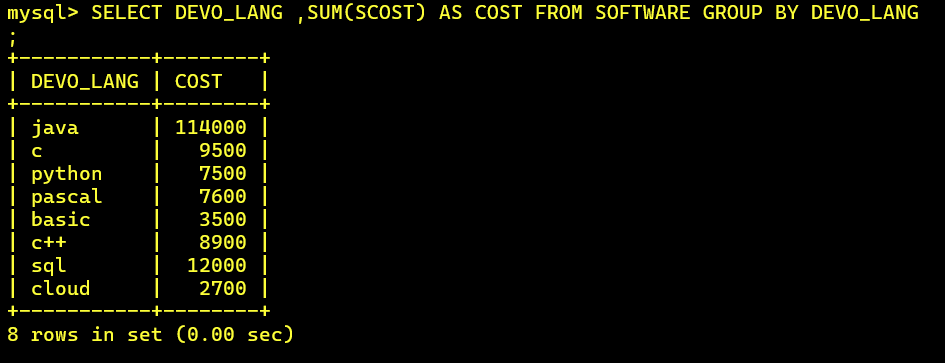 mysql> SELECT DEVO_LANG ,SUM(SCOST) AS COST FROM SOFTWARE GROUP BY DEVO_LANG
;
+-----------+--------+
| DEVO_LANG | COST   |
+-----------+--------+
| java      | 114000 |
| c         |   9500 |
| python    |   7500 |
| pascal    |   7600 |
| basic     |   3500 |
| c++       |   8900 |
| sql       |  12000 |
| cloud     |   2700 |
+-----------+--------+
8 rows in set (0.00 sec)